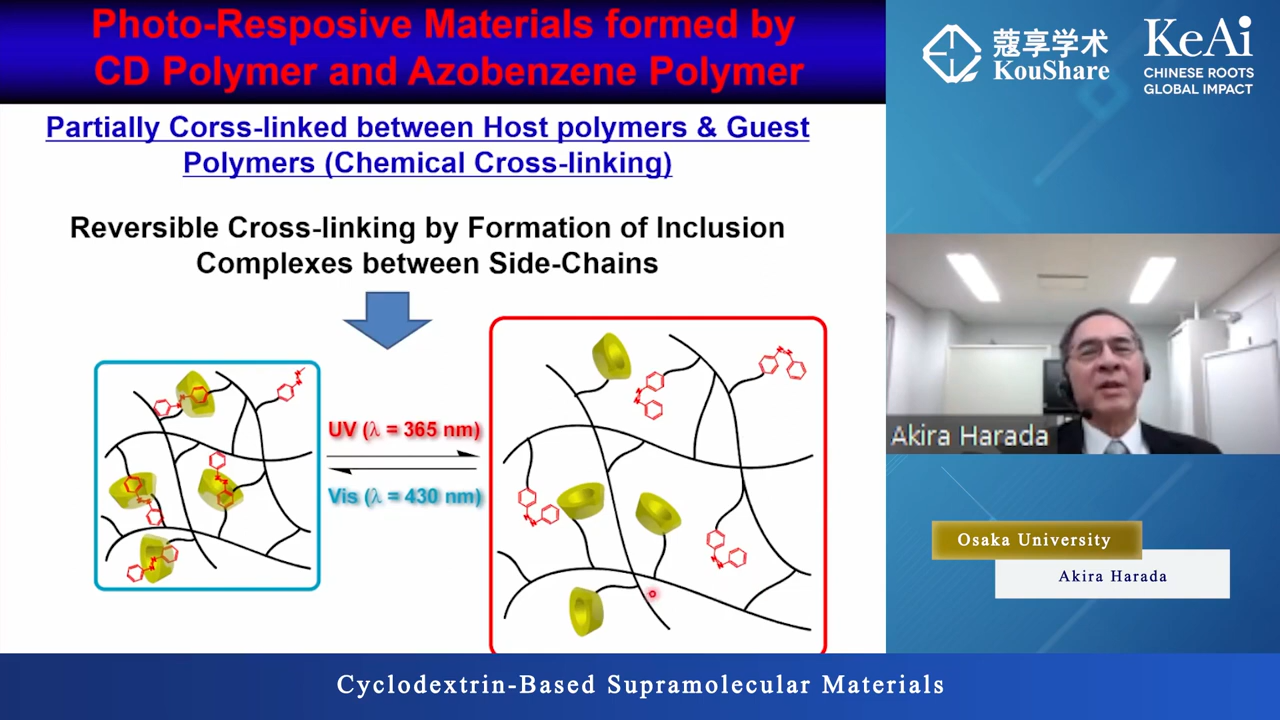 Photo-Resposive Materials formed by
CD Polymer and Azobenzene Polymer
Partially Corss-linked between Host polymers & Guest
Polymers (Chemical Cross-linking)
Reversible Cross-linking by Formation of Inclusion
Complexes between Side-Chains
UV (λ = 365 nm)
Vis (λ = 430 nm)
蔻享学术
KouShare
KeAi
CHINESE ROOTS
GLOBAL IMPACT
Akira Harada
Osaka University
Akira Harada
Cyclodextrin-Based Supramolecular Materials